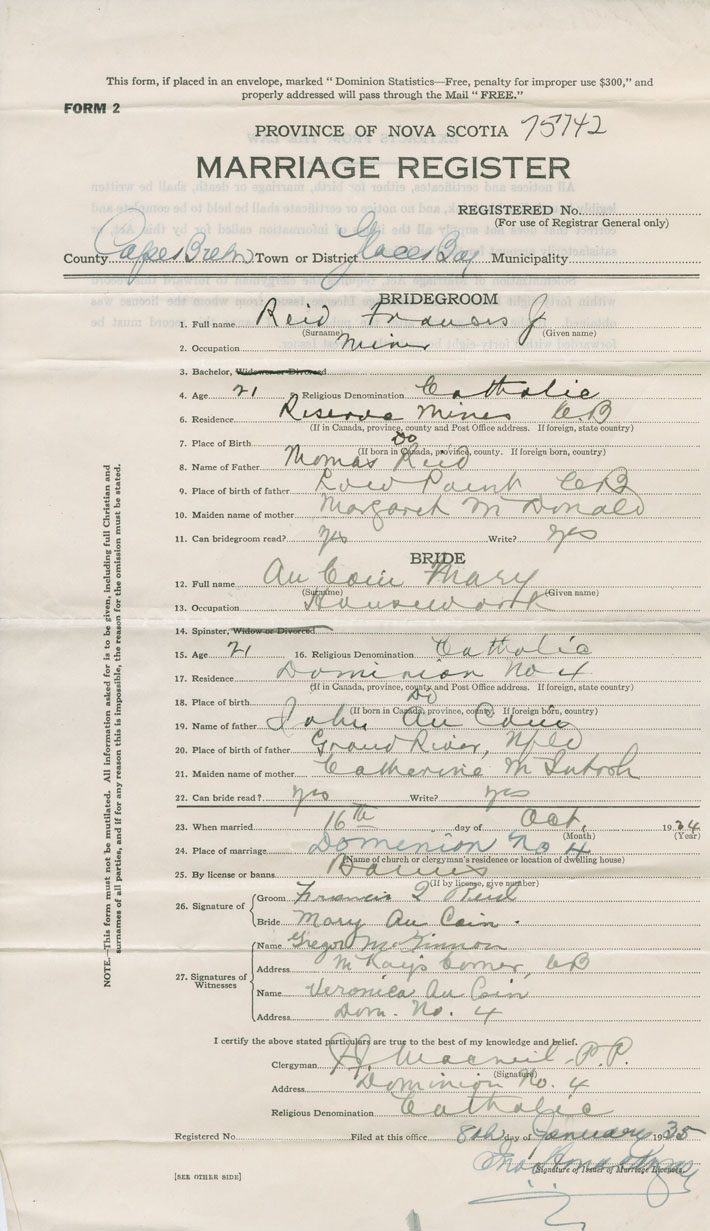 This form, if placed in an envelope, marked " Dominion Statistics—Free, penalty for improper use $300," and
properly addressed will pass through the Mail " FREE."
FORM 2
PROVINCE OF NOVA SCOTIA 75742
MARRIAGE REGISTER
REGISTERED No.
(For use of Registrar General only)
County Cape Breton Town or District Glace Bay Municipality
BRIDEGROOM
1. Full name Reid Francis J
(Surname) (Given name)
2. Occupation Miner
3. Bachelor, Widower or Divorced
4. Age 21 5. Religious Denomination Catholic
6. Residence Reserve Mines CB
(If in Canada, province, county and Post Office address. If foreign, state country)
7. Place of Birth Do
(If born in Canada, province, county. If foreign born, country)
8. Name of Father Thomas Reid
9. Place of birth of father Low Point CB
10. Maiden name of mother Margaret McDonald
11. Can bridegroom read? yes Write? yes
BRIDE
12. Full name Au Coin Mary
(Surname) (Given name)
13. Occupation Housework
14. Spinster, Widow or Divorced
15. Age 21 16. Religious Denomination Catholic
17. Residence Dominion No 4
(If in Canada, province, county and Post Office address. If foreign, state country)
18. Place of birth Do
(If born in Canada, province, county. If foreign born, country)
19. Name of father John Au Coin
20. Place of birth of father Grand River, Nfld
21. Maiden name of mother Catherine McIntosh
22. Can bride read? yes Write? yes
23. When married 16th day of Oct, 1934
(Month) (Year)
24. Place of marriage Dominion No 4
(Name of church or clergyman's residence or location of dwelling house)
25. By license or banns Banns
(If by license, give number)
26. Signature of Groom Francis J Reid
Bride Mary Au Coin.
27. Signatures of Witnesses Name Gregor McKinnon
Address McKay's Corner, CB
Name Veronica Au Coin
Address Dom. No. 4
I certify the above stated particulars are true to the best of my knowledge and belief.
Clergyman MacNeil P.P.
(Signature)
Address Dominion No. 4
Religious Denomination Catholic
Registered No. Filed at this office 8th day of January 1935
(Signature of Issuer of Marriage Licenses)
[SEE OTHER SIDE]
NOTE.—This form must not be mutilated. All information asked for is to be given, including full Christian and
surnames of all parties, and if for any reason this is impossible, the reason for the omission must be stated.